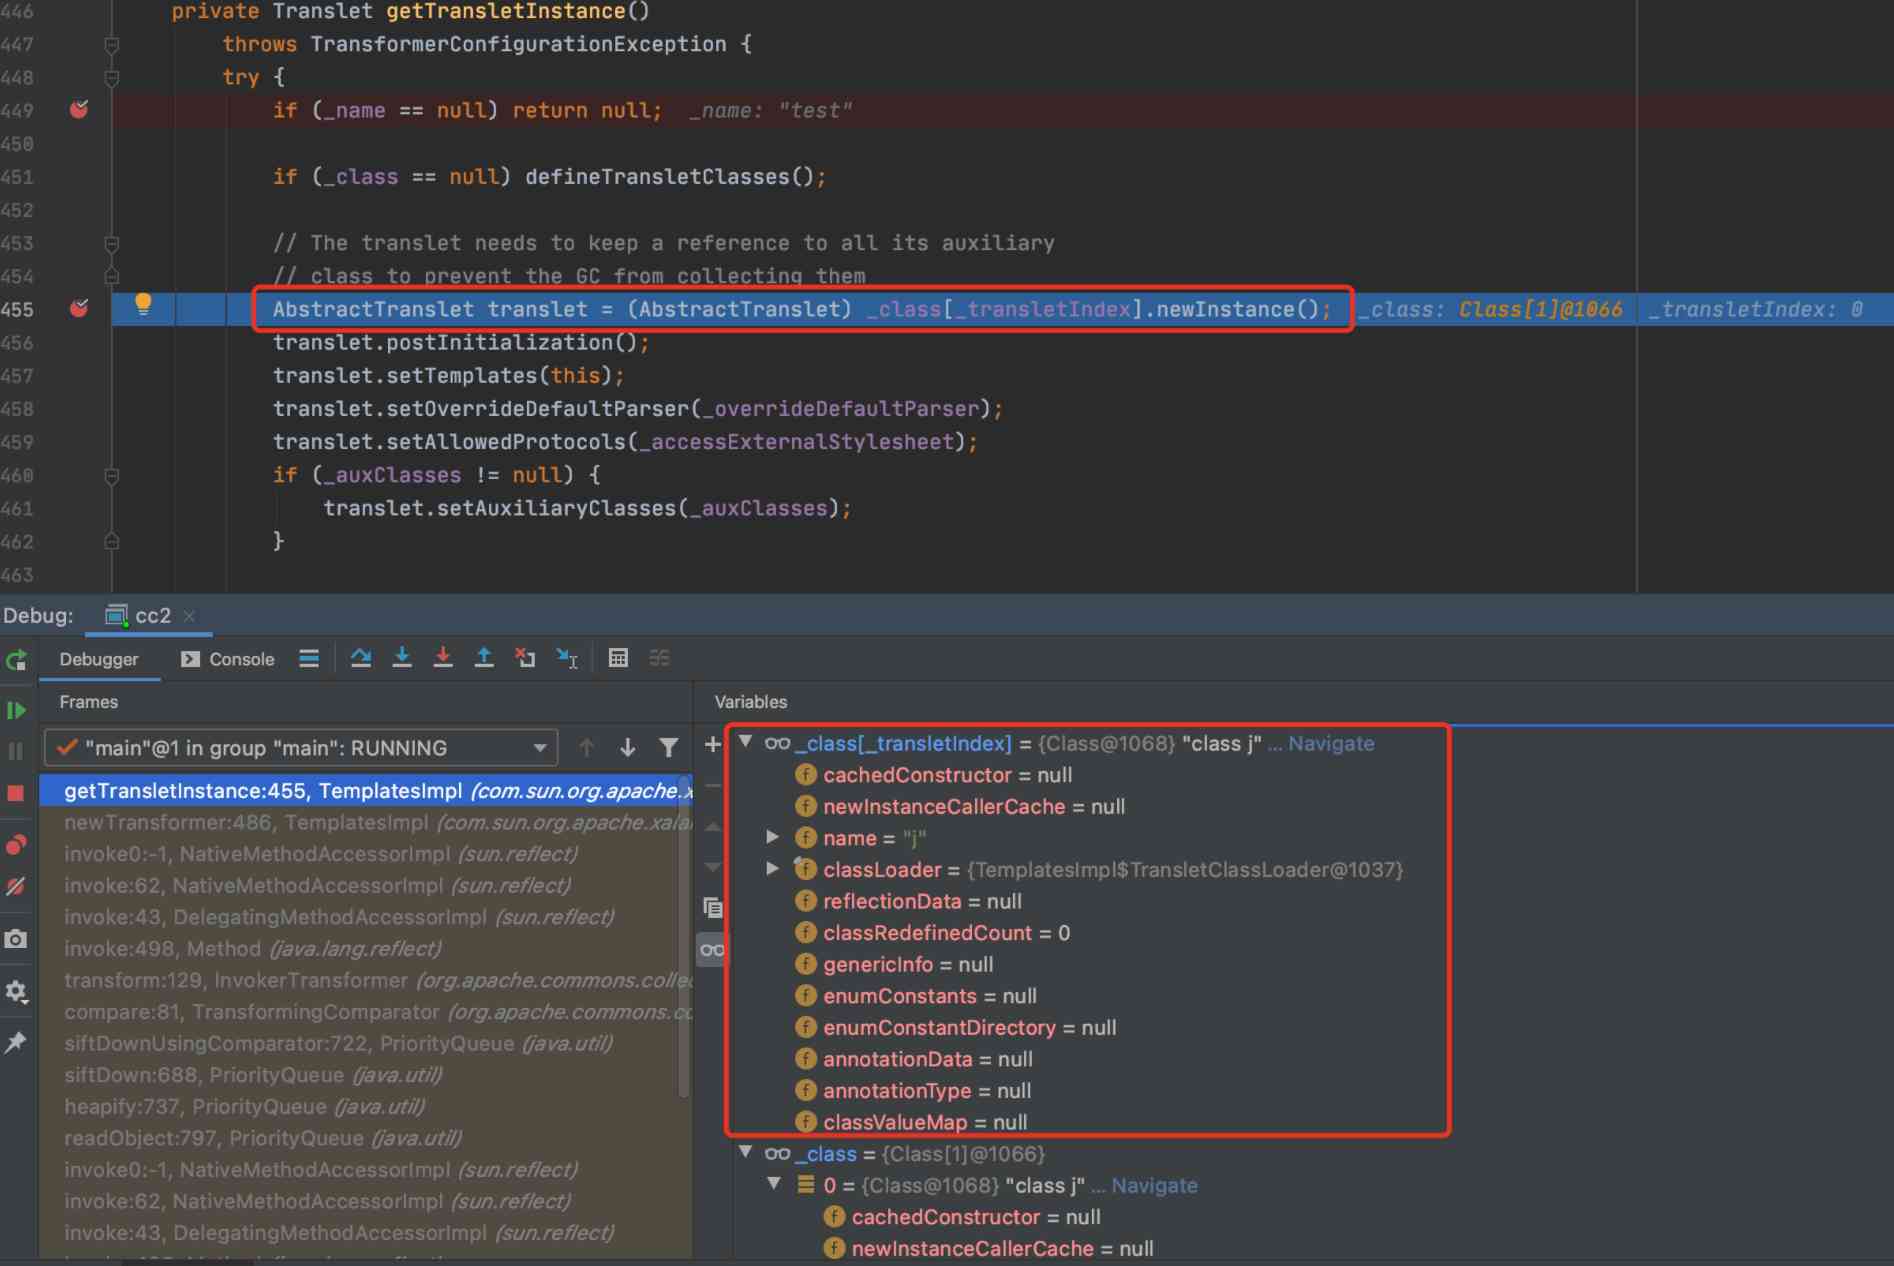 446 private Translet getTransletInstance()
447 throws TransformerConfigurationException {
448 try {
449 if (_name == null) return null; _name: "test"
450
451 if (_class == null) defineTransletClasses();
452
453 // The translet needs to keep a reference to all its auxiliary
454 // class to prevent the GC from collecting them
455 AbstractTranslet translet = (AbstractTranslet) _class[_transletIndex].newInstance(); _class: Class[1]@1066 _transletIndex: 0
456 translet.postInitialization();
457 translet.setTemplates(this);
458 translet.setOverrideDefaultParser(_overrideDefaultParser);
459 translet.setAllowedProtocols(_accessExternalStylesheet);
460 if (_auxClasses != null) {
461 translet.setAuxiliaryClasses(_auxClasses);
462 }
463
Debug: cc2
Debugger Console
Frames
"main"@1 in group "main": RUNNING
getTransletInstance:455, TemplatesImpl (com.sun.org.apache.x
newTransformer:486, TemplatesImpl (com.sun.org.apache.xalan
invoke0:-1, NativeMethodAccessorImpl (sun.reflect)
invoke:62, NativeMethodAccessorImpl (sun.reflect)
invoke:43, DelegatingMethodAccessorImpl (sun.reflect)
invoke:498, Method (java.lang.reflect)
transform:129, InvokerTransformer (org.apache.commons.collec
compare:81, TransformingComparator (org.apache.commons.co
siftDownUsingComparator:722, PriorityQueue (java.util)
siftDown:688, PriorityQueue (java.util)
heapify:737, PriorityQueue (java.util)
readObject:797, PriorityQueue (java.util)
invoke0:-1, NativeMethodAccessorImpl (sun.reflect)
invoke:62, NativeMethodAccessorImpl (sun.reflect)
invoke:43, DelegatingMethodAccessorImpl (sun.reflect)
Variables
_class[_transletIndex] = {Class@1068} "class j" ... Navigate
cachedConstructor = null
newInstanceCallerCache = null
name = "j"
classLoader = {TemplatesImpl$TransletClassLoader@1037}
reflectionData = null
classRedefinedCount = 0
genericInfo = null
enumConstants = null
enumConstantDirectory = null
annotationData = null
annotationType = null
classValueMap = null
_class = {Class[1]@1066}
0 = {Class@1068} "class j" ... Navigate
cachedConstructor = null
newInstanceCallerCache = null